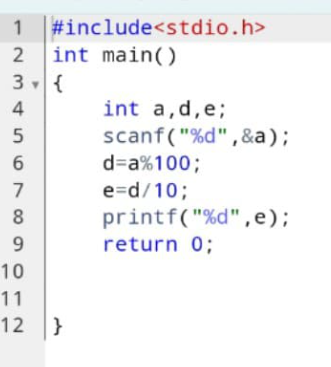 1 #include<stdio.h>
2 int main()
3 {
4 int a,d,e;
5 scanf("%d",&a);
6 d=a%100;
7 e=d/10;
8 printf("%d",e);
9 return 0;
10
11
12 }